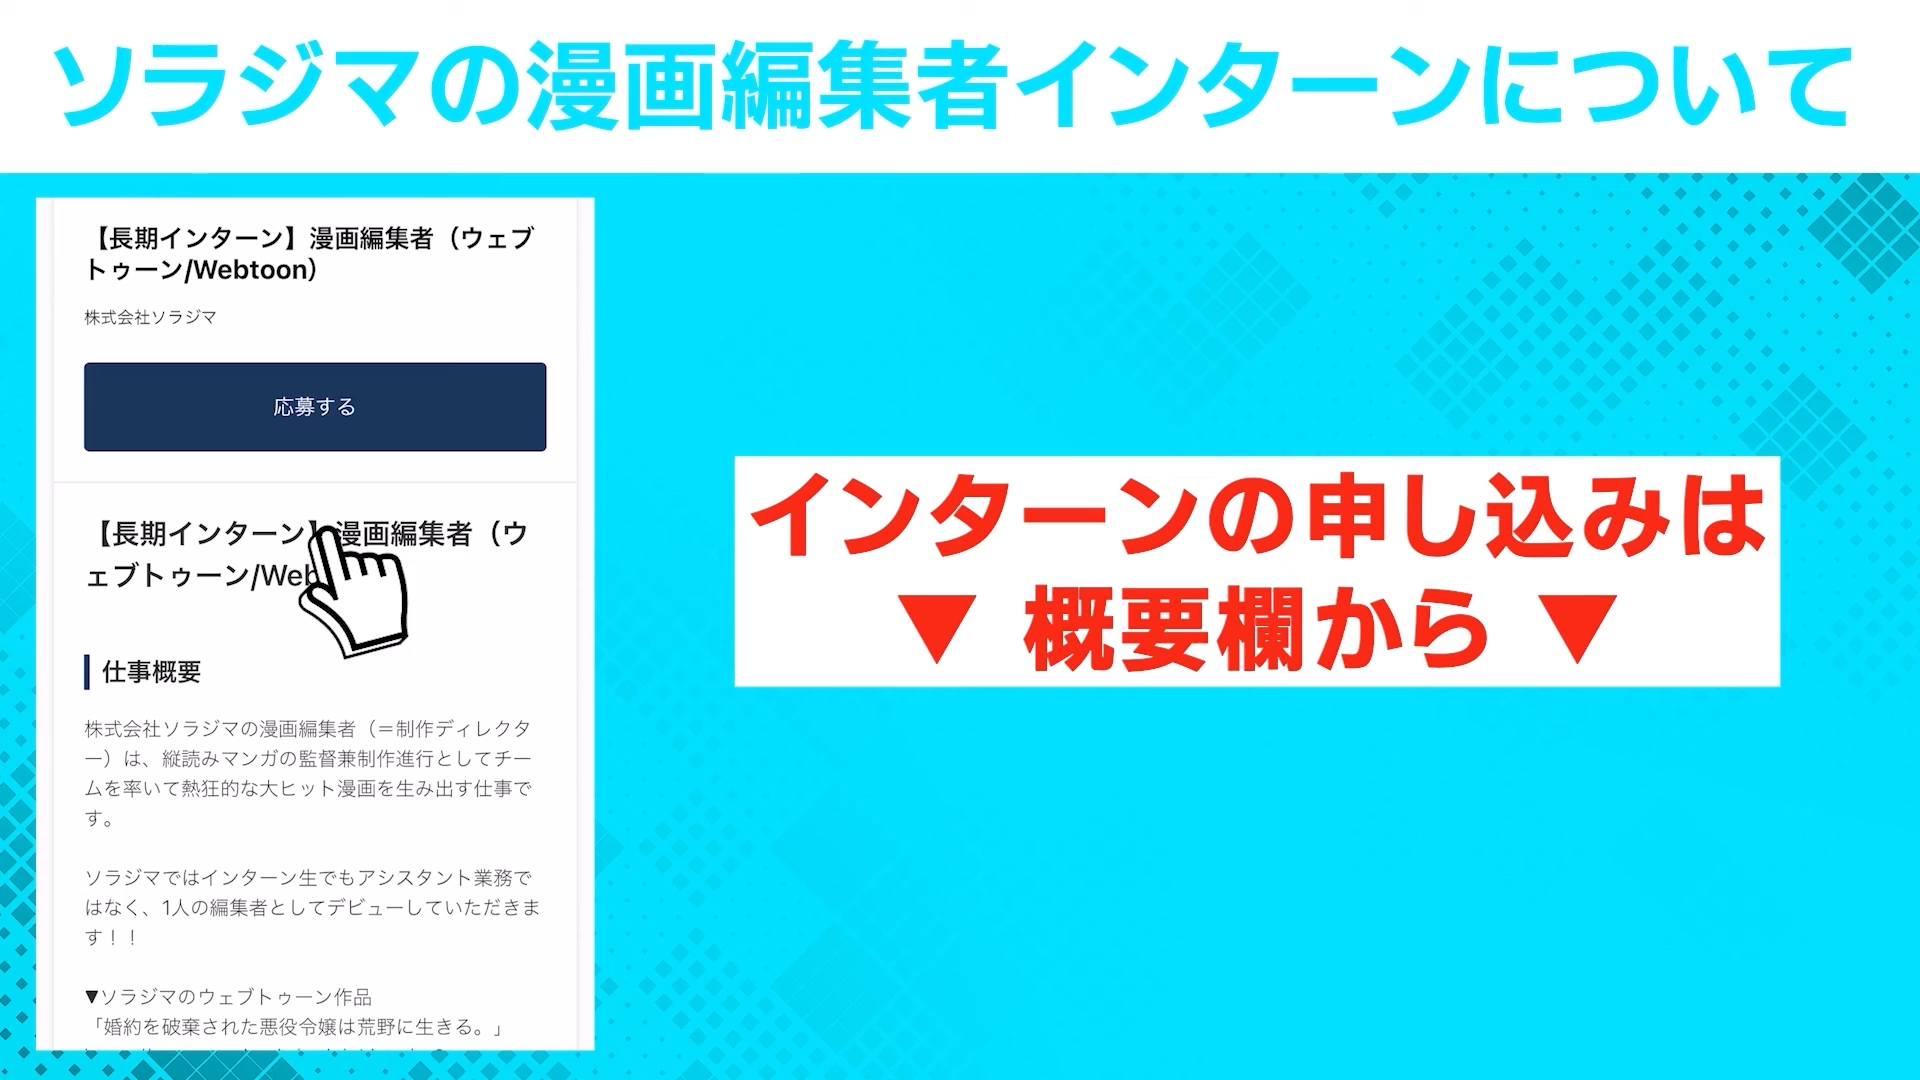 ソラジマの漫画編集者インターンについて
【長期インターン】漫画編集者（ウェブ
トゥーン/Webtoon）
株式会社ソラジマ
応募する
【長期インターン】漫画編集者（ウ
ェブトゥーン/Web
仕事概要
株式会社ソラジマの漫画編集者（＝制作ディレクタ
ー）は、縦読みマンガの監督兼制作進行としてチー
ムを率いて熱狂的な大ヒット漫画を生み出す仕事で
す。
ソラジマではインターン生でもアシスタント業務で
はなく、1人の編集者としてデビューしていただきま
す！！
▼ソラジマのウェブトゥーン作品
「婚約を破棄された悪役令嬢は荒野に生きる。」
インターンの申し込みは
▼ 概要欄から ▼